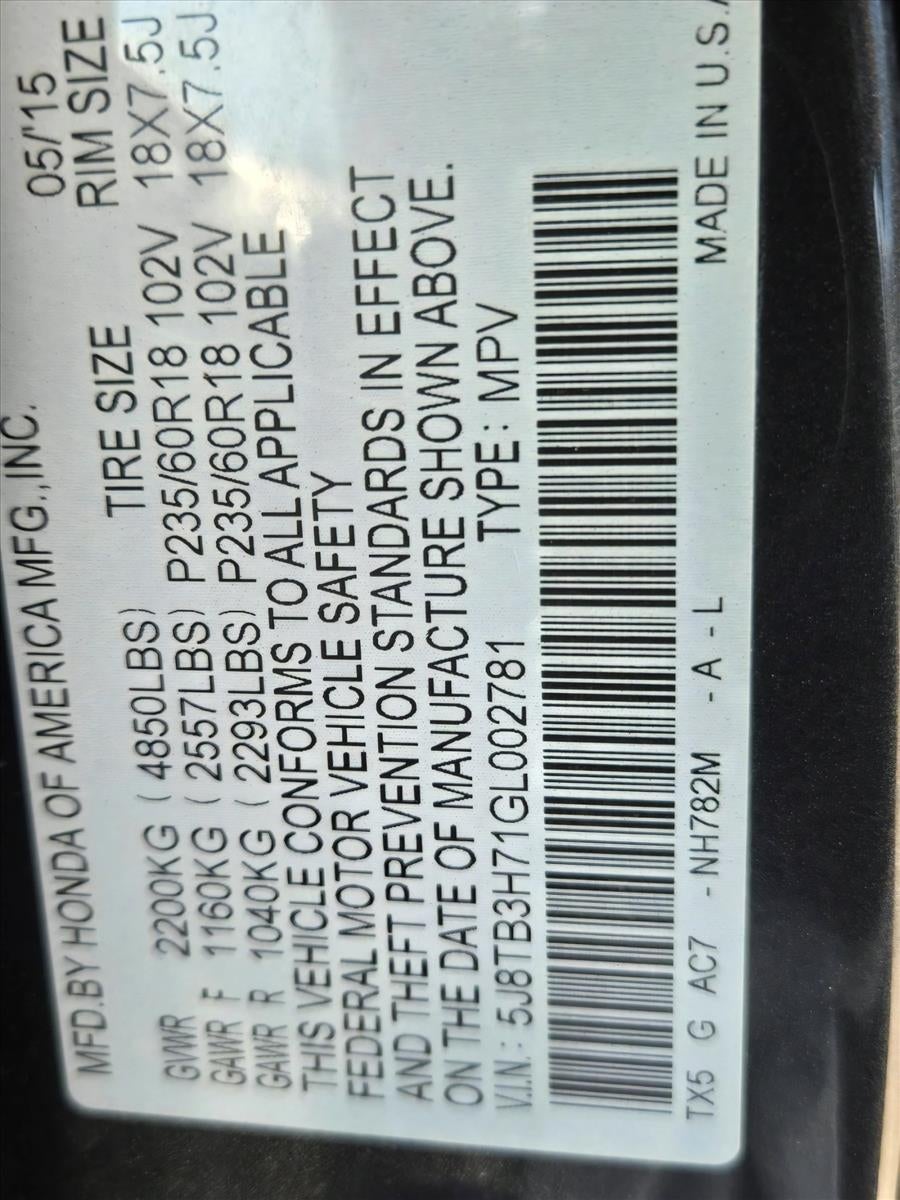 MFD.BY HONDA OF AMERICA MFG.,INC. 05/'15
TIRE SIZE RIM SIZE
GVWR 2200KG ( 4850LBS)
GAWR F 1160KG ( 2557LBS) P235/60R18 102V 18X7.5J
GAWR R 1040KG ( 2293LBS) P235/60R18 102V 18X7.5J
THIS VEHICLE CONFORMS TO ALL APPLICABLE
FEDERAL MOTOR VEHICLE SAFETY
AND THEFT PREVENTION STANDARDS IN EFFECT
ON THE DATE OF MANUFACTURE SHOWN ABOVE.
V.I.N.: 5J8TB3H71GL002781 TYPE: MPV
TX5 G AC7 - NH782M - A - L MADE IN U.S.A